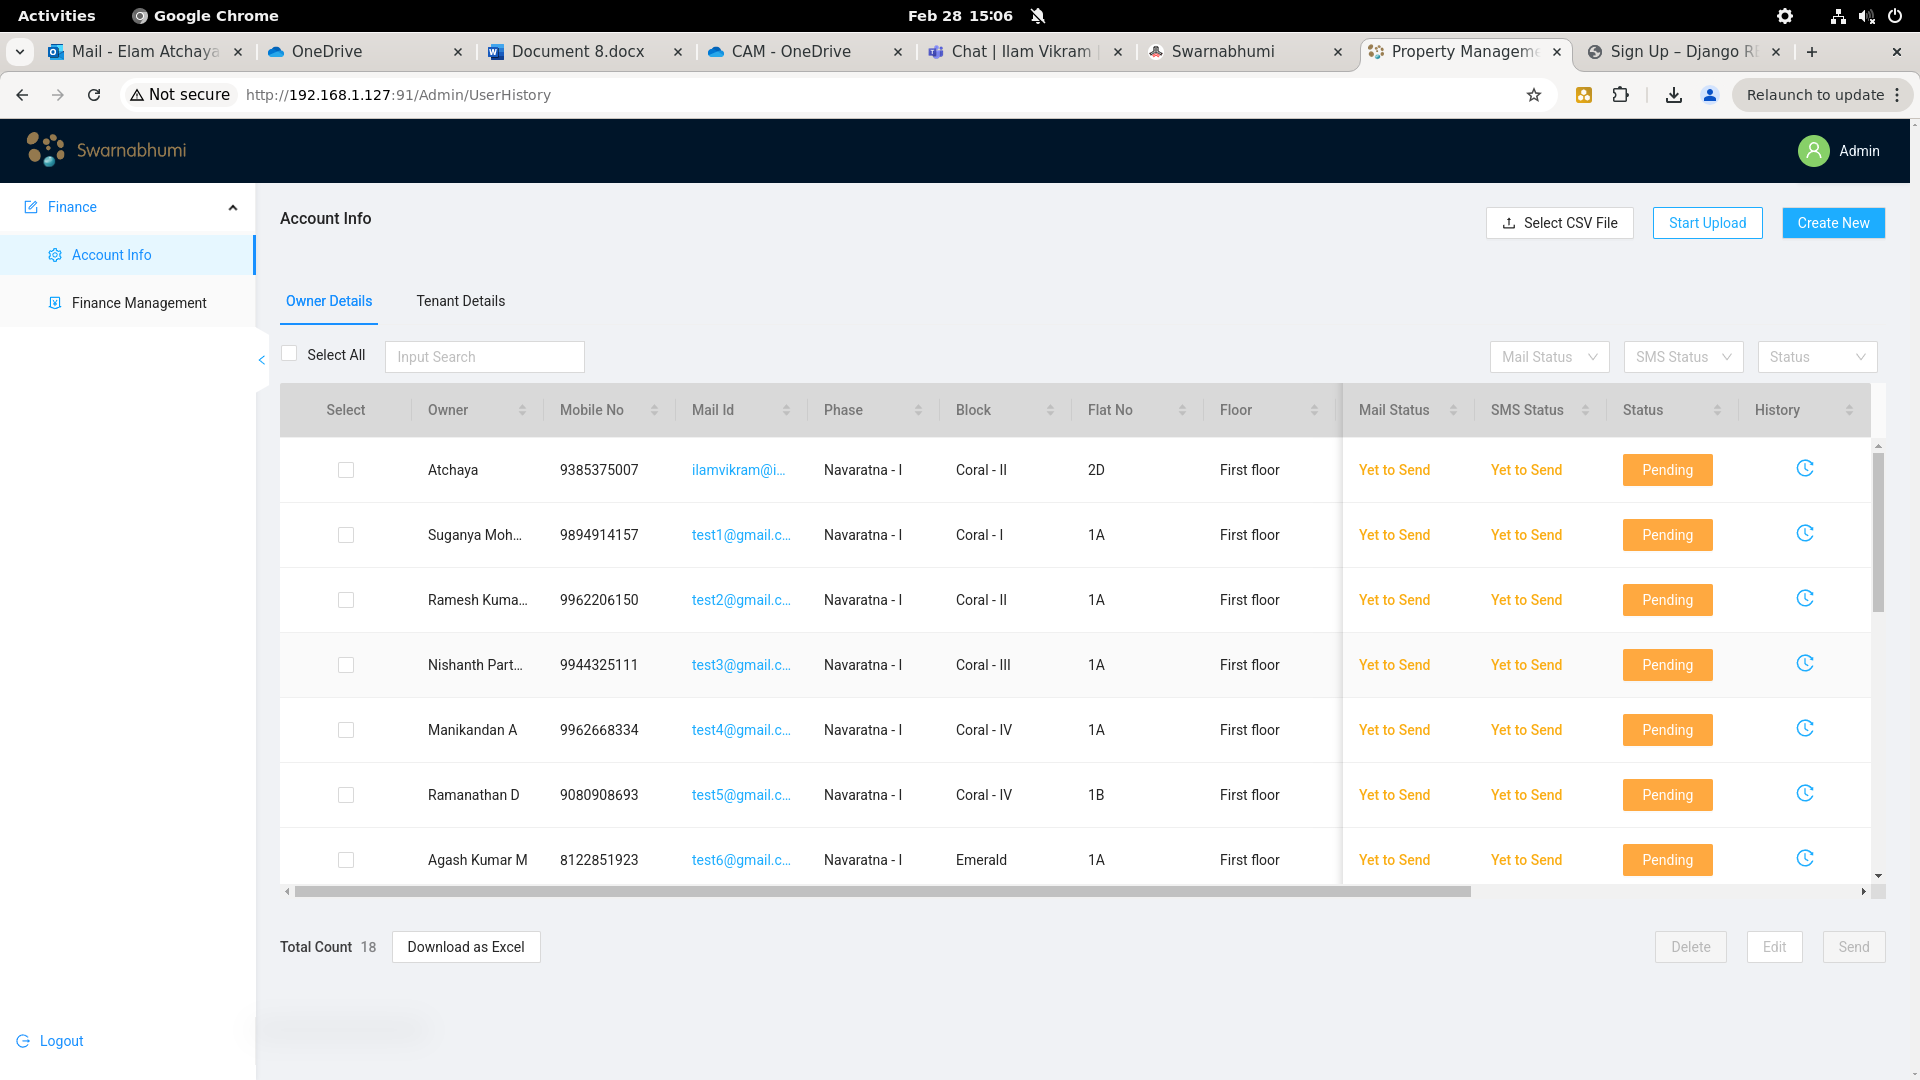 Activities Google Chrome Feb 28 15:06
Mail - Elam Atchaya OneDrive Document 8.docx CAM - OneDrive Chat | Ilam Vikram | Swarnabhumi Property Manageme Sign Up – Django RE
Not secure http://192.168.1.127:91/Admin/UserHistory Relaunch to update
Swarnabhumi Admin
Finance
Account Info
Finance Management
Logout
Account Info Select CSV File Start Upload Create New
Owner Details Tenant Details
Select All Input Search Mail Status SMS Status Status
Select Owner Mobile No Mail Id Phase Block Flat No Floor Mail Status SMS Status Status History
Atchaya 9385375007 ilamvikram@i... Navaratna - I Coral - II 2D First floor Yet to Send Yet to Send Pending
Suganya Moh... 9894914157 test1@gmail.c... Navaratna - I Coral - I 1A First floor Yet to Send Yet to Send Pending
Ramesh Kuma... 9962206150 test2@gmail.c... Navaratna - I Coral - II 1A First floor Yet to Send Yet to Send Pending
Nishanth Part... 9944325111 test3@gmail.c... Navaratna - I Coral - III 1A First floor Yet to Send Yet to Send Pending
Manikandan A 9962668334 test4@gmail.c... Navaratna - I Coral - IV 1A First floor Yet to Send Yet to Send Pending
Ramanathan D 9080908693 test5@gmail.c... Navaratna - I Coral - IV 1B First floor Yet to Send Yet to Send Pending
Agash Kumar M 8122851923 test6@gmail.c... Navaratna - I Emerald 1A First floor Yet to Send Yet to Send Pending
Total Count 18 Download as Excel Delete Edit Send